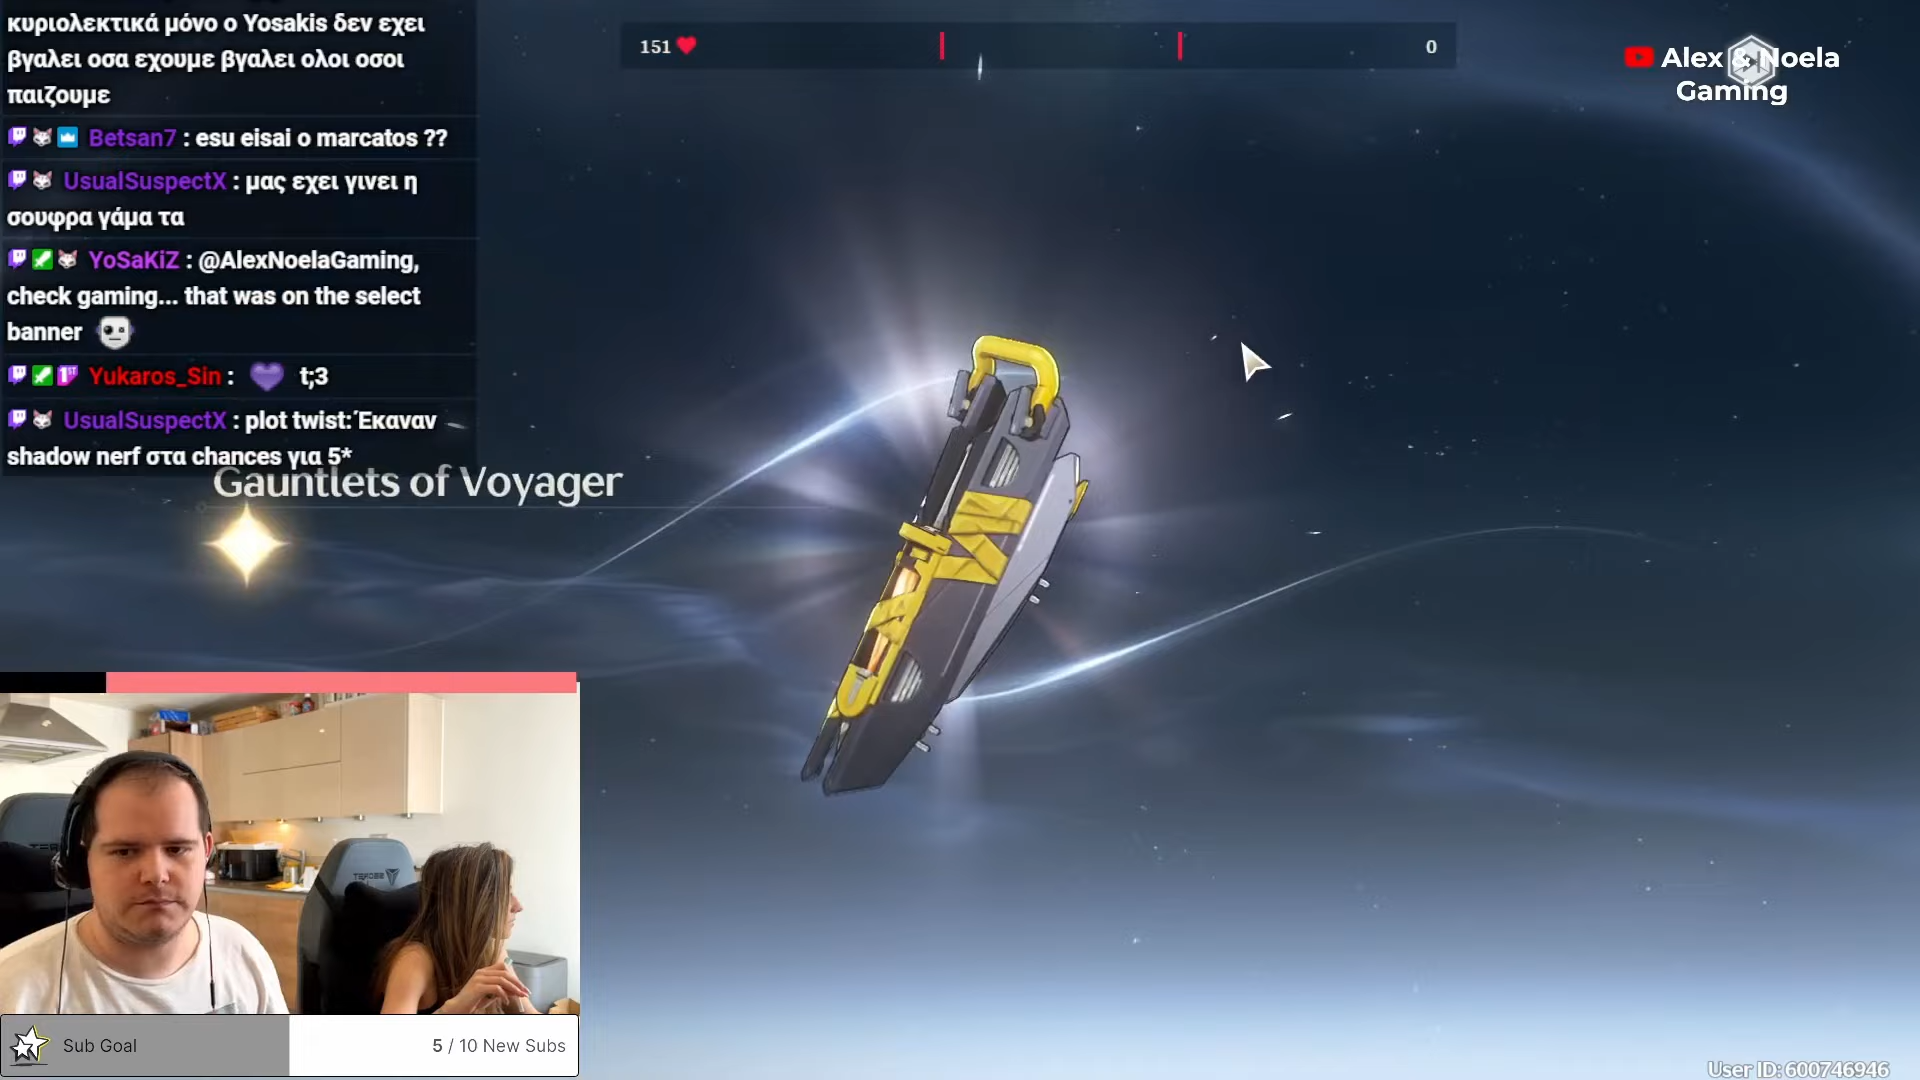 κυριολεκτικά μόνο ο Yosakis δεν εχει
βγαλει οσα εχουμε βγαλει ολοι οσοι
παιζουμε
Betsan7 : esu eisai o marcatos ??
UsualSuspectX : μας εχει γινει η
σουφρα γάμα τα
YoSaKiZ : @AlexNoelaGaming,
check gaming... that was on the select
banner
Yukaros_Sin : t;3
UsualSuspectX : plot twist: Έκαναν
shadow nerf στα chances για 5*
151
0
Alex & Noela
Gaming
Gauntlets of Voyager
Sub Goal
5 / 10 New Subs
User ID: 600746946